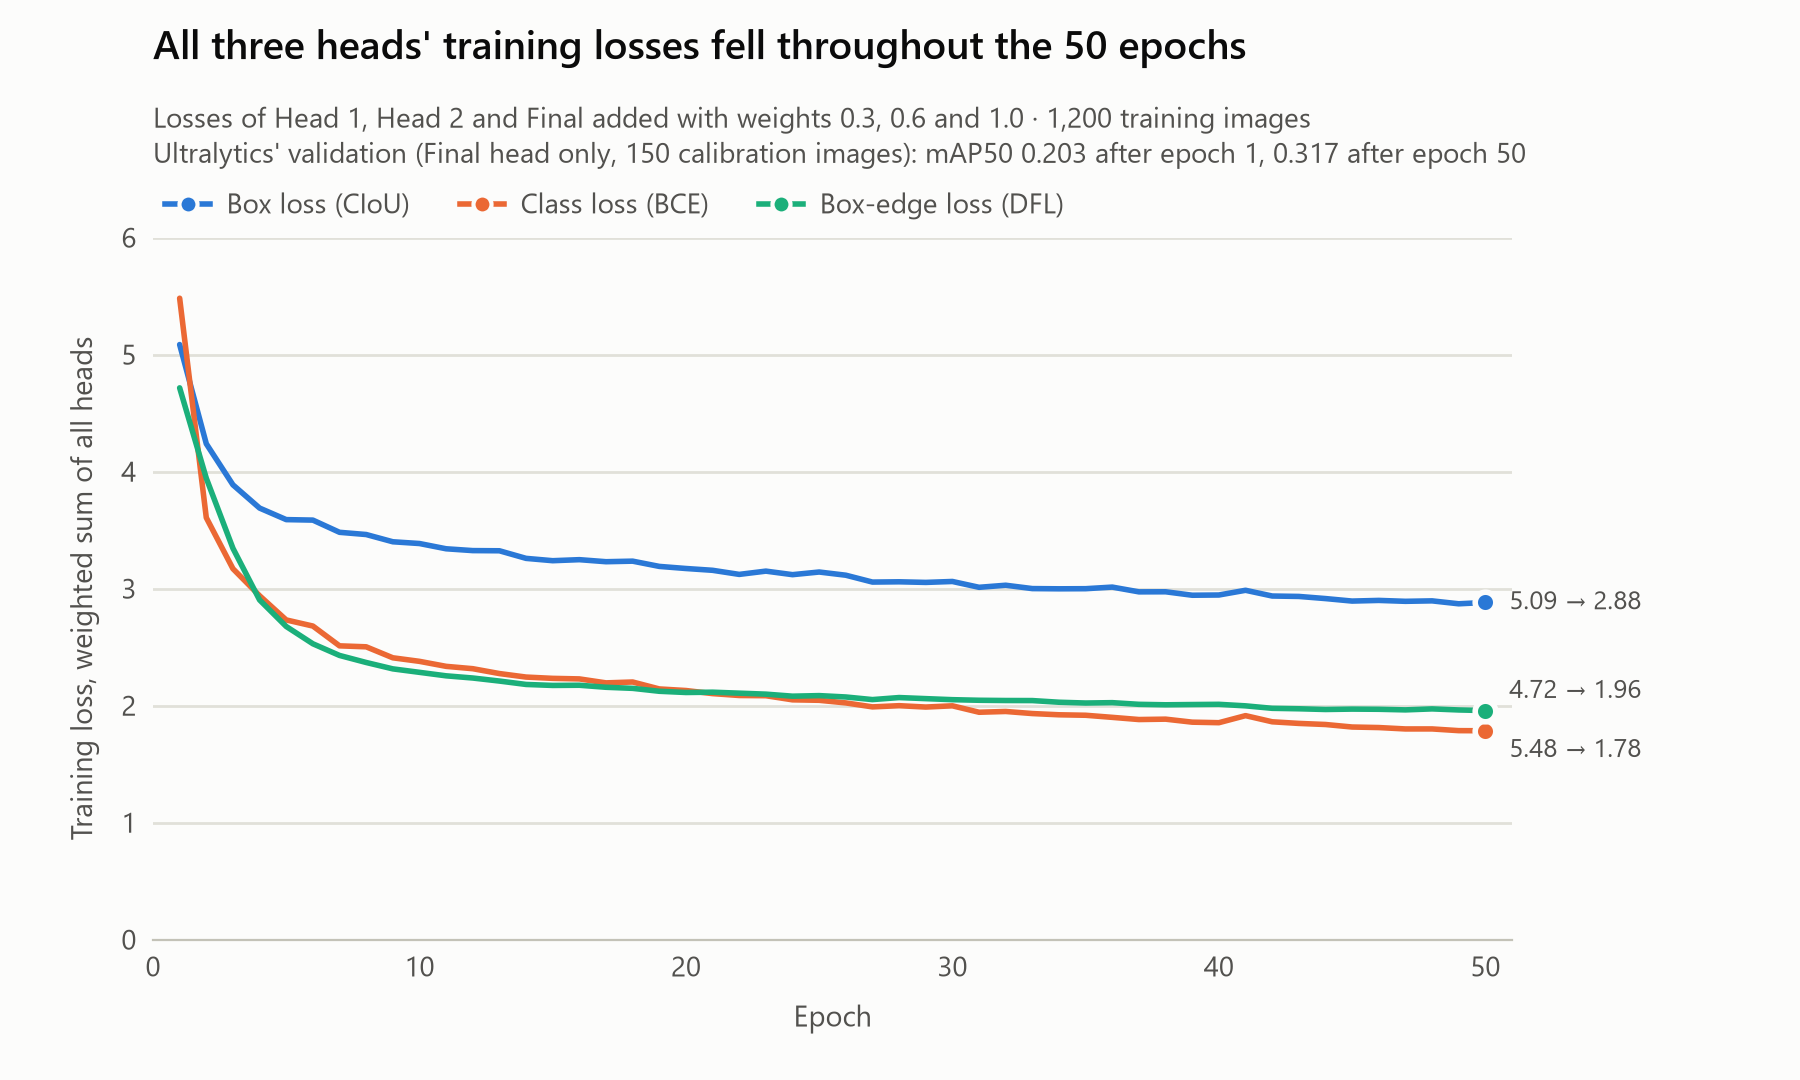 All three heads' training losses fell throughout the 50 epochs
Losses of Head 1, Head 2 and Final added with weights 0.3, 0.6 and 1.0 · 1,200 training images
Ultralytics' validation (Final head only, 150 calibration images): mAP50 0.203 after epoch 1, 0.317 after epoch 50
Box loss (CIoU) Class loss (BCE) Box-edge loss (DFL)
Training loss, weighted sum of all heads
6
5
4
3
2
1
0
5.09 → 2.88
4.72 → 1.96
5.48 → 1.78
0 10 20 30 40 50
Epoch